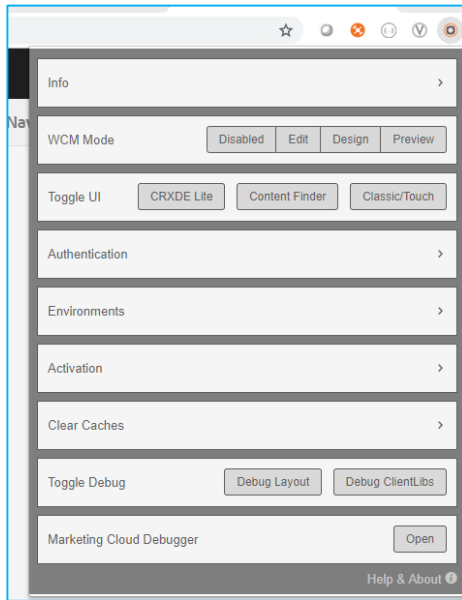 Nav
Info
WCM Mode Disabled Edit Design Preview
Toggle UI CRXDE Lite Content Finder Classic/Touch
Authentication
Environments
Activation
Clear Caches
Toggle Debug Debug Layout Debug ClientLibs
Marketing Cloud Debugger Open
Help & About